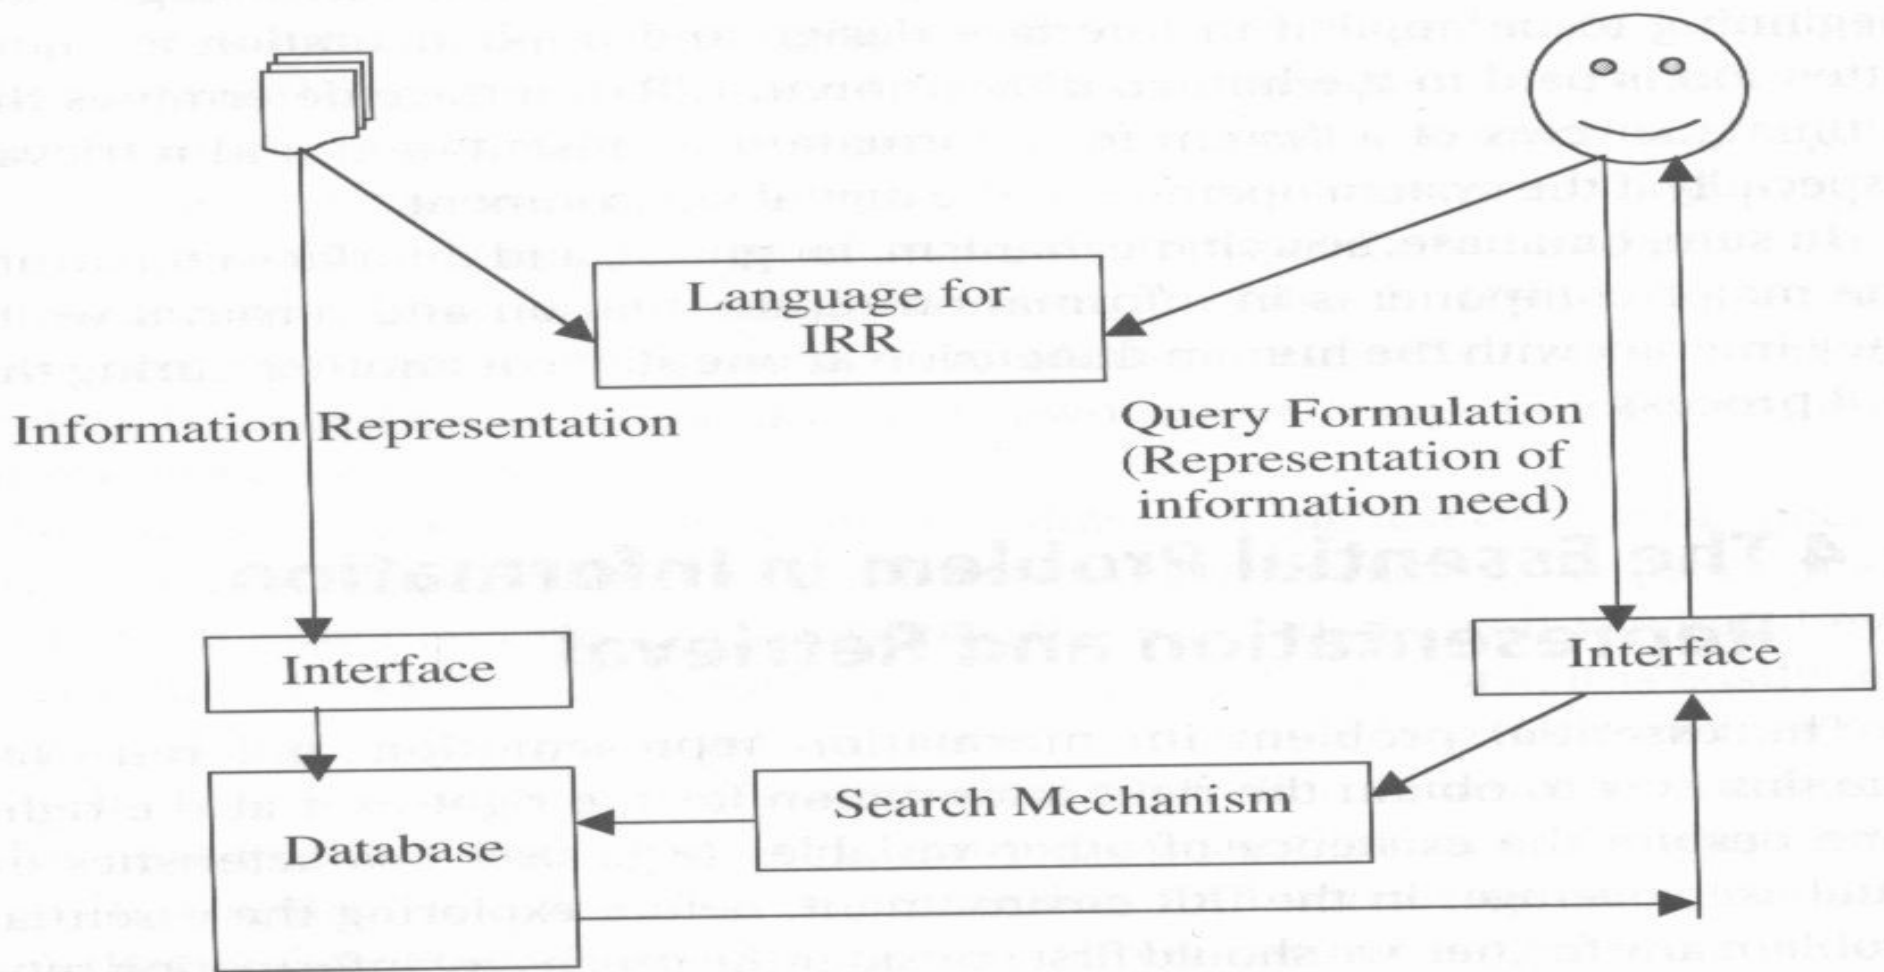 Language for
IRR
Information Representation
Query Formulation
(Representation of
information need)
Interface
Interface
Search Mechanism
Database